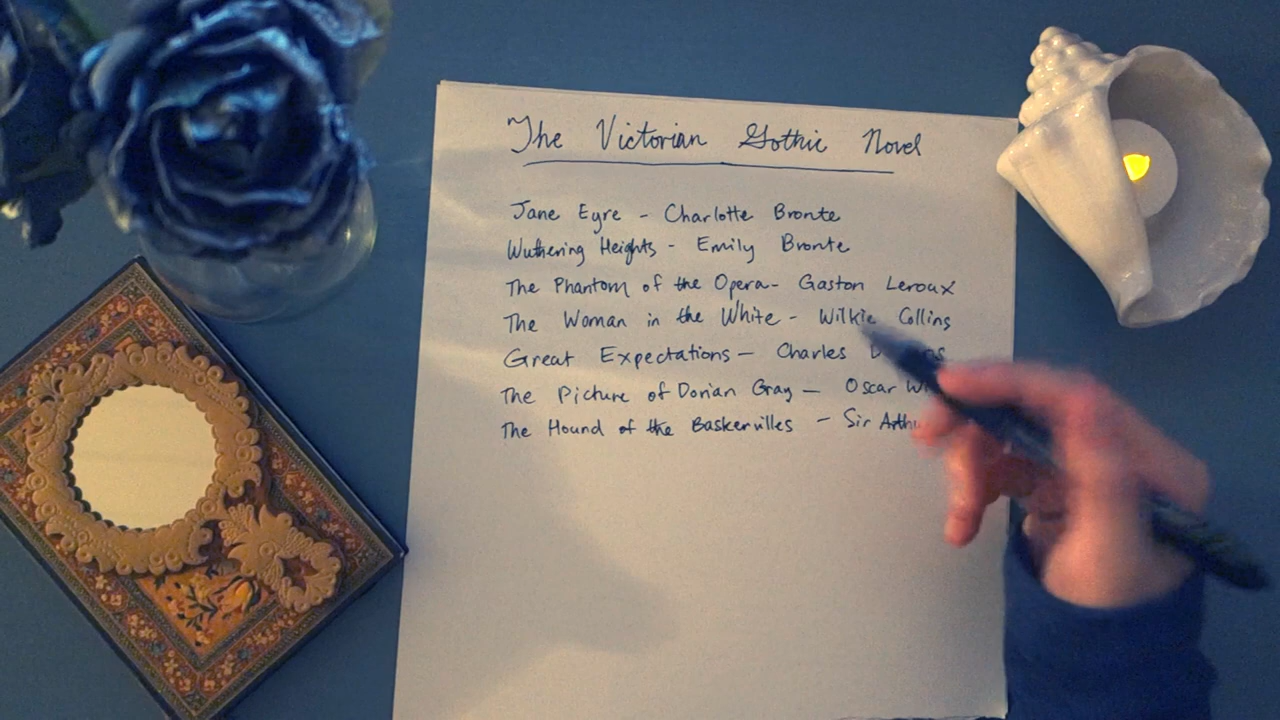 The Victorian Gothic Novel
Jane Eyre - Charlotte Bronte
Wuthering Heights - Emily Bronte
The Phantom of the Opera - Gaston Leroux
The Woman in the White - Wilkie Collins
Great Expectations - Charles
The Picture of Dorian Gray - Oscar
The Hound of the Baskervilles - Sir